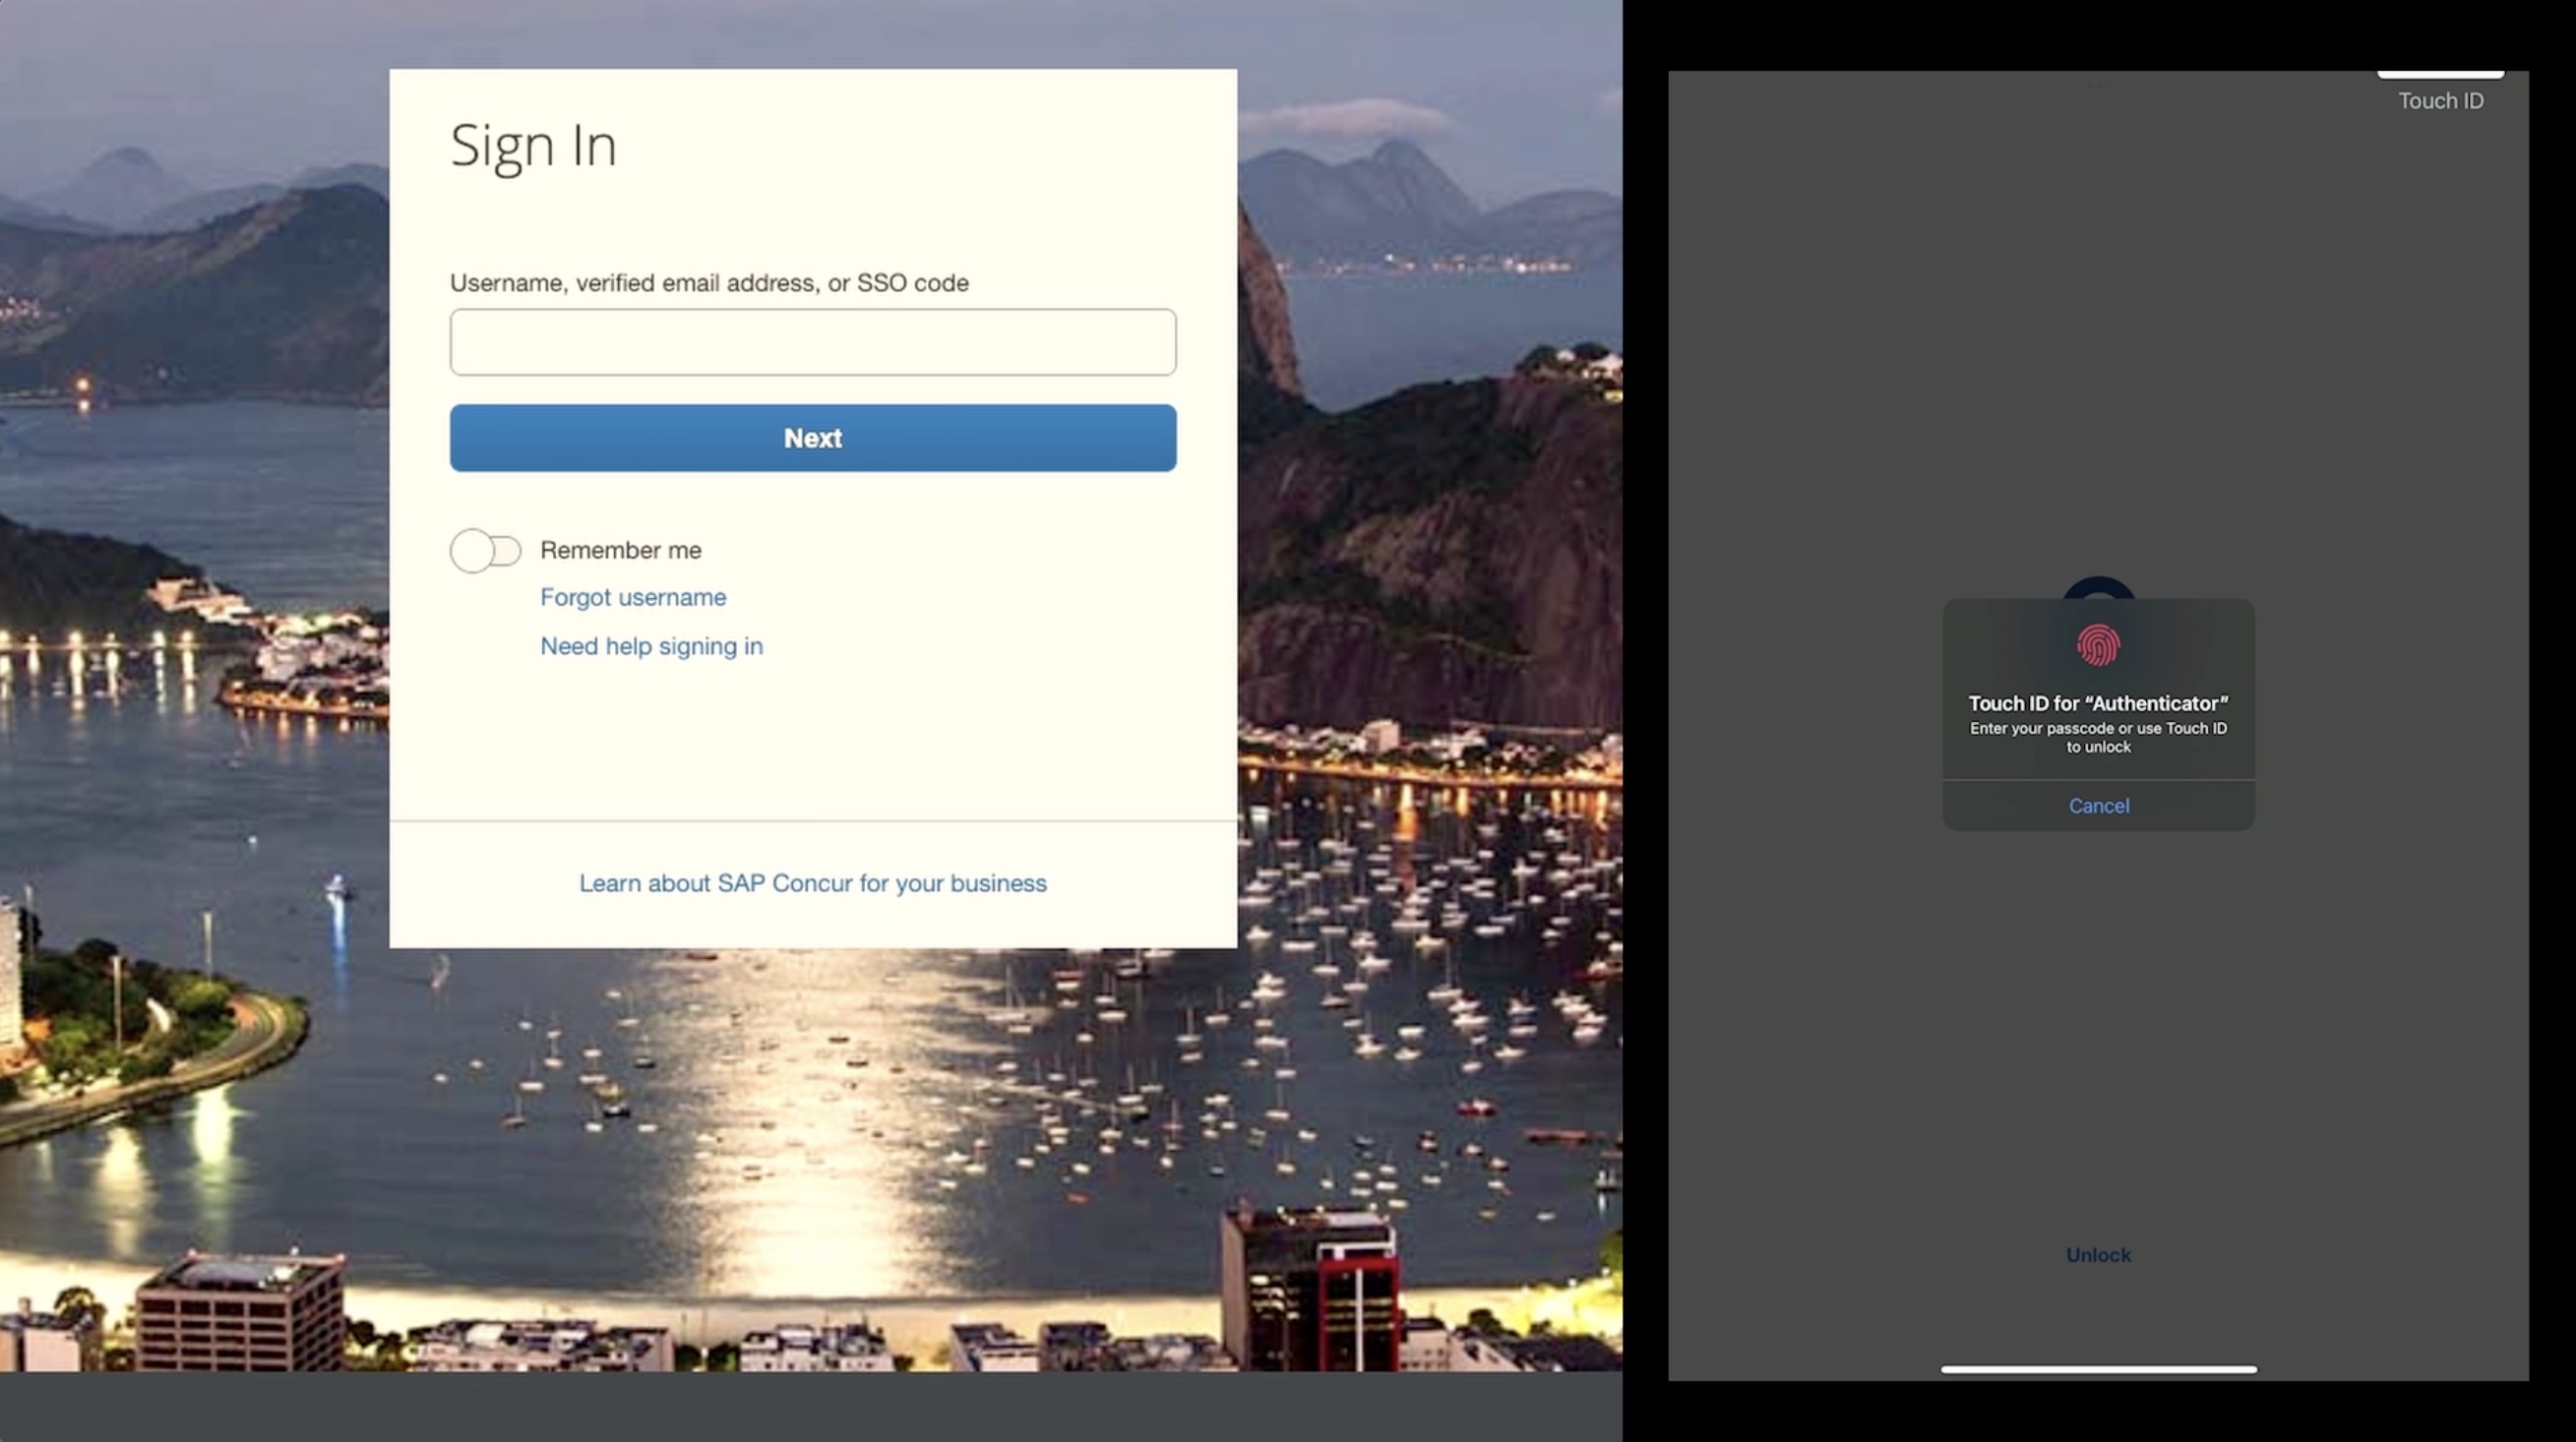 Sign In
Username, verified email address, or SSO code
Next
Remember me
Forgot username
Need help signing in
Learn about SAP Concur for your business
Touch ID
Touch ID for “Authenticator”
Enter your passcode or use Touch ID
to unlock
Cancel
Unlock